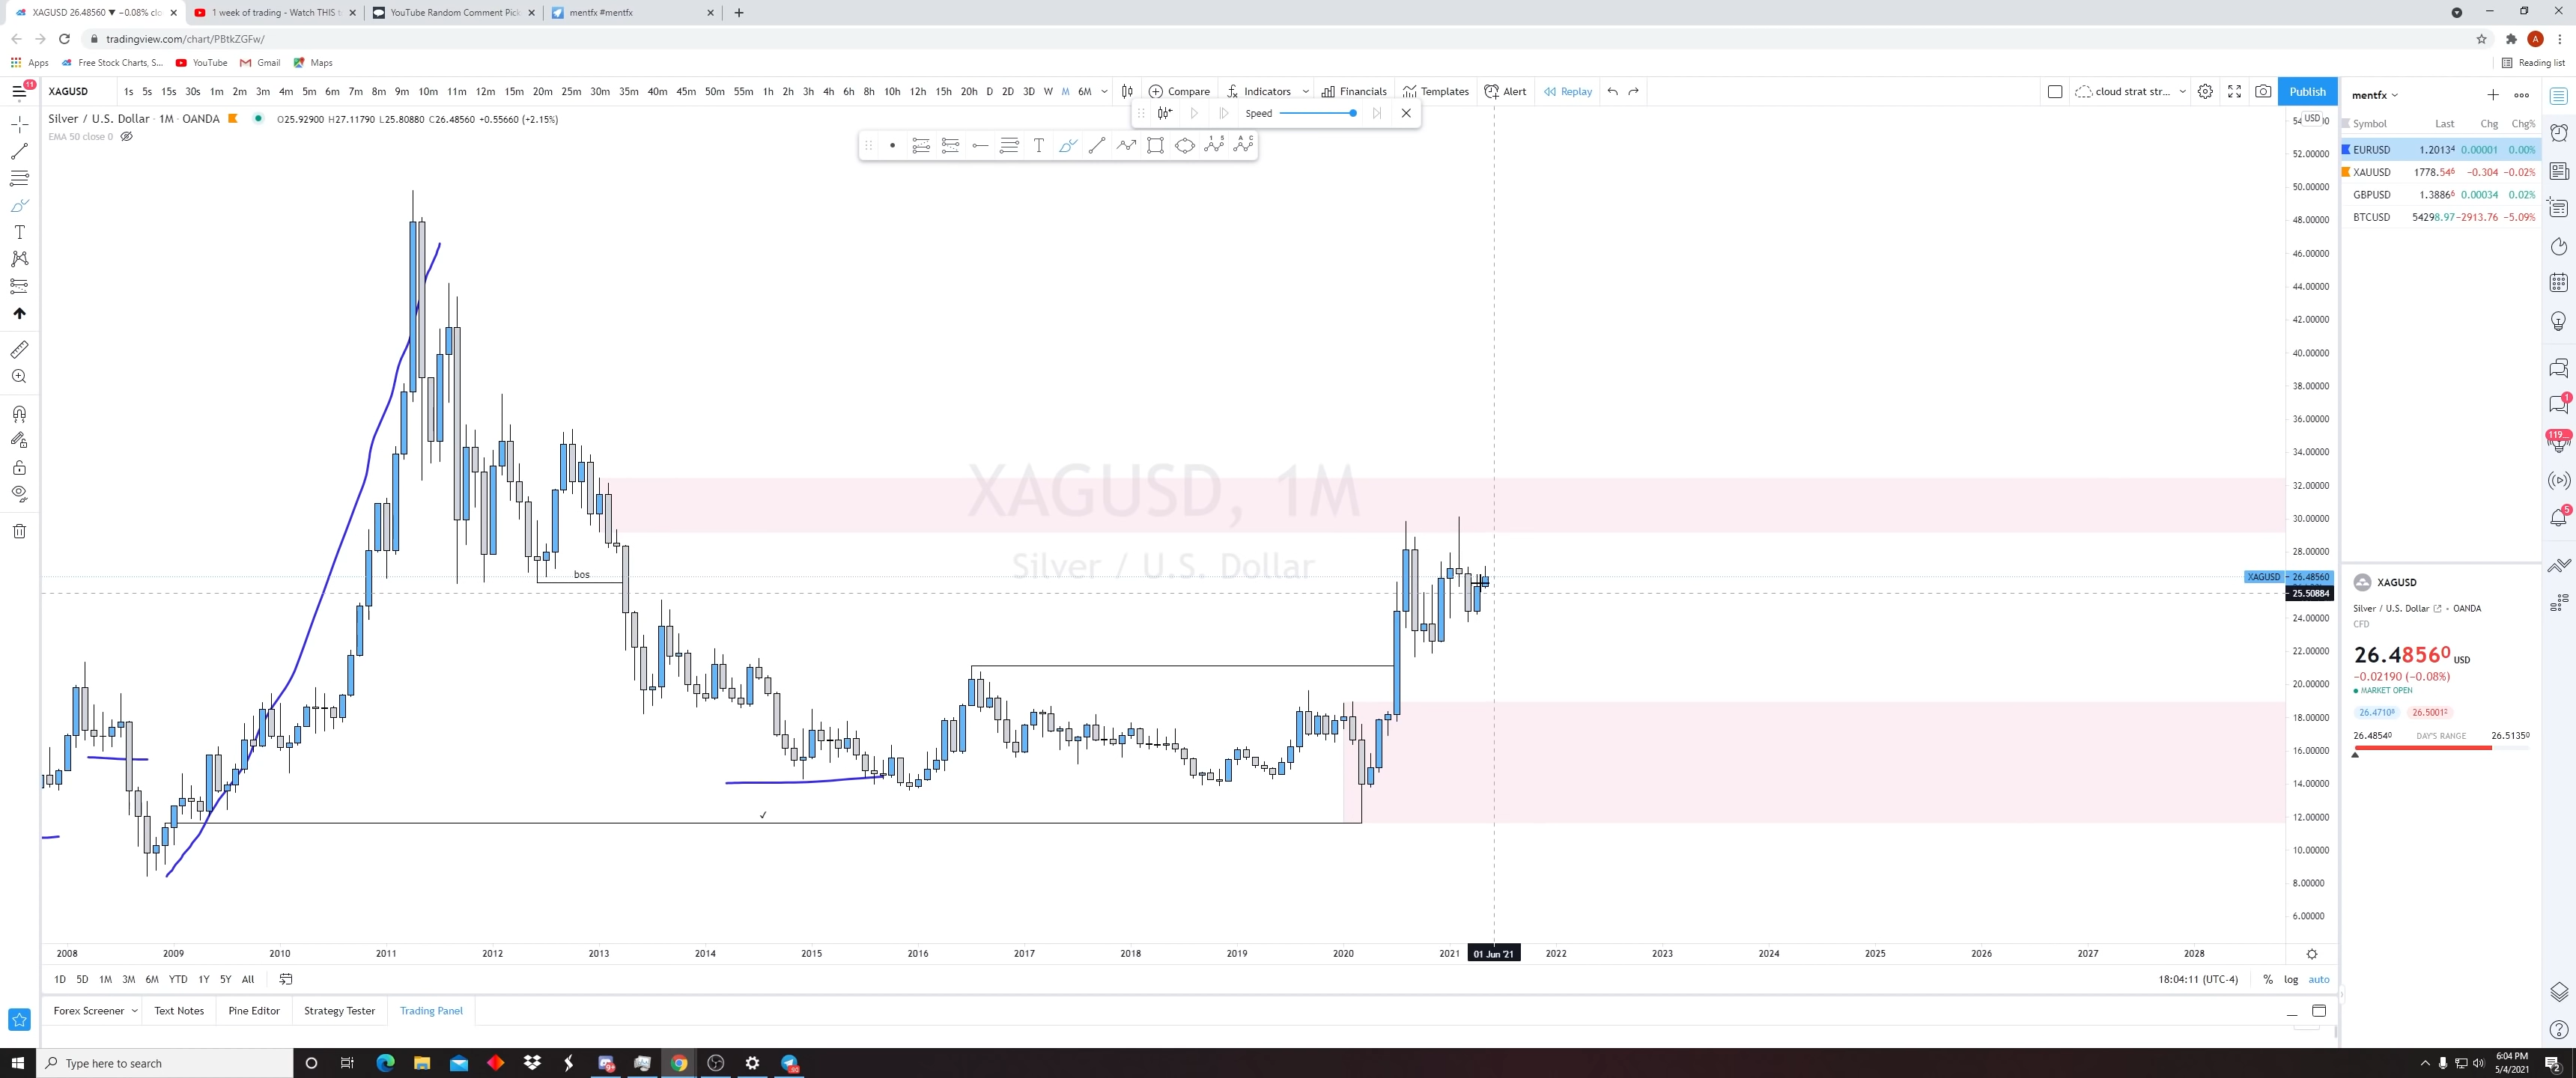 XAGUSD 26.48560 ▼ −0.08% clo
1 week of trading - Watch THIS t
YouTube Random Comment Pick
mentfx #mentfx
tradingview.com/chart/PBtkZGFw/
A
Apps Free Stock Charts, S... YouTube Gmail Maps
Reading list
11
XAGUSD 1s 5s 15s 30s 1m 2m 3m 4m 5m 6m 7m 8m 9m 10m 11m 12m 15m 20m 25m 30m 35m 40m 45m 50m 55m 1h 2h 3h 4h 6h 8h 10h 12h 15h 20h D 2D 3D W M 6M Compare Indicators Financials Templates Alert Replay
cloud strat str... Publish
Speed
Silver / U.S. Dollar · 1M · OANDA O25.92900 H27.11790 L25.80880 C26.48560 +0.55660 (+2.15%)
EMA 50 close 0
USD
52.00000
50.00000
48.00000
46.00000
44.00000
42.00000
40.00000
38.00000
36.00000
34.00000
32.00000
30.00000
28.00000
XAGUSD 26.48560
25.50884
24.00000
22.00000
20.00000
18.00000
16.00000
14.00000
12.00000
10.00000
8.00000
6.00000
XAGUSD, 1M
Silver / U.S. Dollar
bos
2008 2009 2010 2011 2012 2013 2014 2015 2016 2017 2018 2019 2020 2021 01 Jun '21 2022 2023 2024 2025 2026 2027 2028
1D 5D 1M 3M 6M YTD 1Y 5Y All
18:04:11 (UTC-4) % log auto
Forex Screener Text Notes Pine Editor Strategy Tester Trading Panel
mentfx
Symbol Last Chg Chg%
EURUSD 1.20134 0.00001 0.00%
XAUUSD 1778.546 −0.304 −0.02%
GBPUSD 1.38866 0.00034 0.02%
BTCUSD 54298.97 −2913.76 −5.09%
1
119...
5
XAGUSD
Silver / U.S. Dollar • OANDA
CFD
26.48560 USD
−0.02190 (−0.08%)
MARKET OPEN
26.47108 26.50012
26.48540 DAY'S RANGE 26.51350
Type here to search
6:04 PM
5/4/2021
2